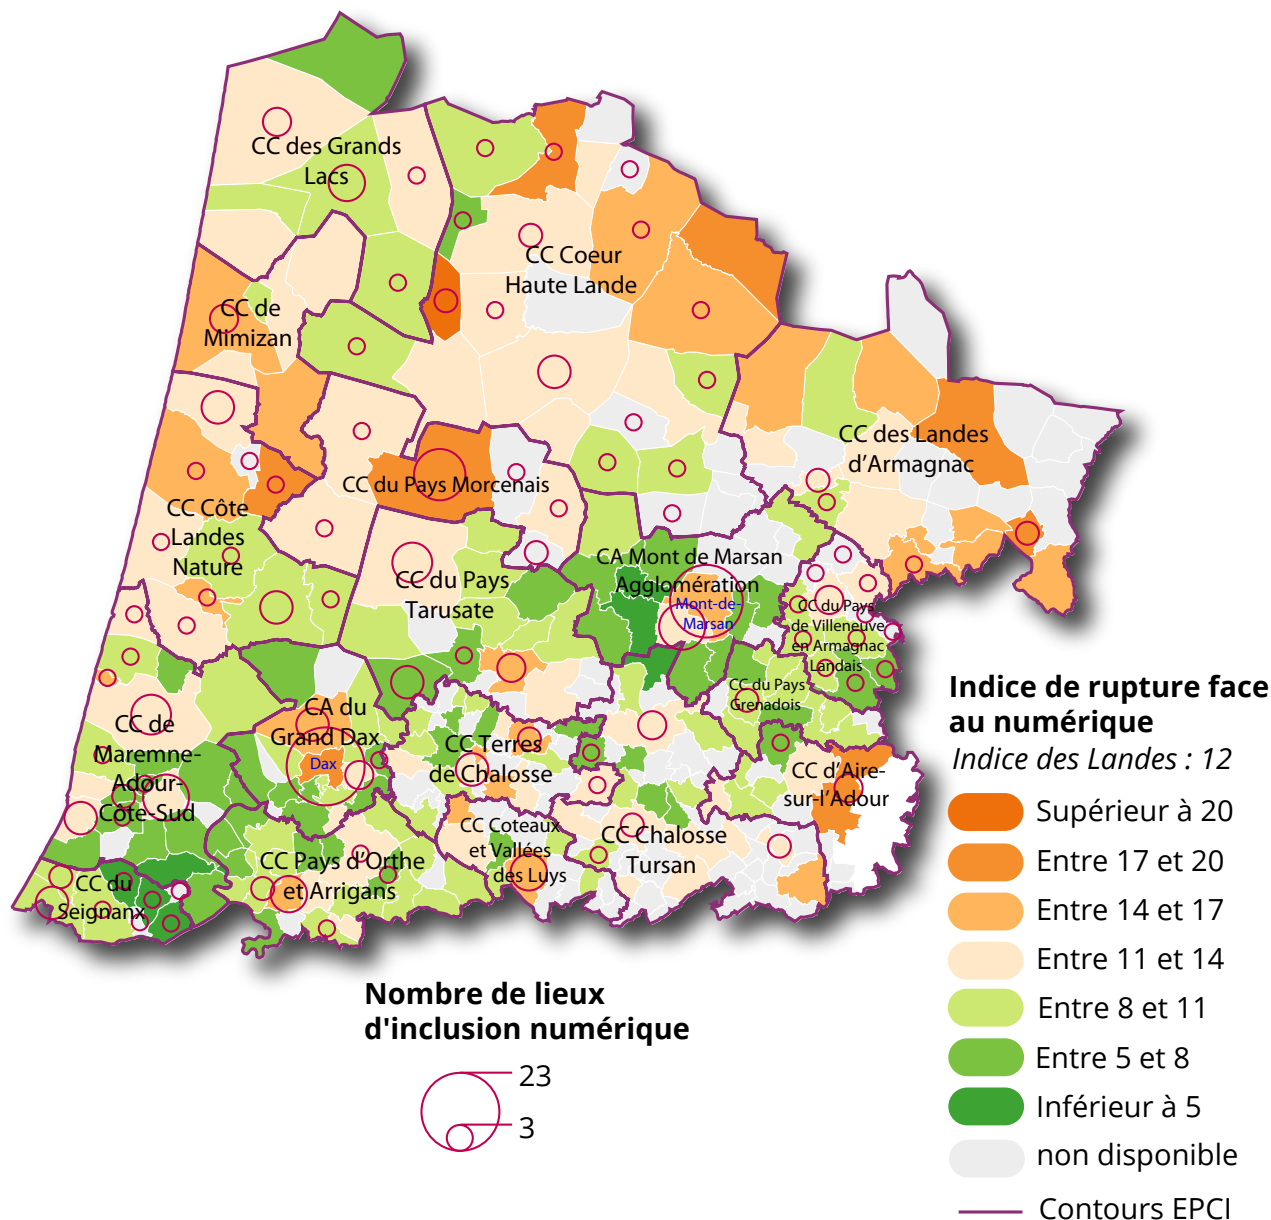 CC des Grands
Lacs
CC Coeur
Haute Lande
CC de
Mimizan
CC des Landes
d'Armagnac
CC du Pays Morcenais
CC Côte
Landes
Nature
CA Mont de Marsan
Agglomération
CC du Pays
Tarusate
Mont-de-
Marsan
CC du Pays
de Villeneuve
en Armagnac
Landais
CC du Pays
Grenadois
CA du
Grand Dax
Dax
CC de
Maremne-
Adour-
Côte-Sud
CC Terres
de Chalosse
CC d'Aire-
sur-l'Adour
CC Coteaux
et Vallées
des Luys
CC Chalosse
Tursan
CC Pays d'Orthe
et Arrigans
CC du
Seignanx
Indice de rupture face
au numérique
Indice des Landes : 12
Supérieur à 20
Entre 17 et 20
Entre 14 et 17
Entre 11 et 14
Entre 8 et 11
Entre 5 et 8
Inférieur à 5
non disponible
Contours EPCI
Nombre de lieux
d'inclusion numérique
23
3